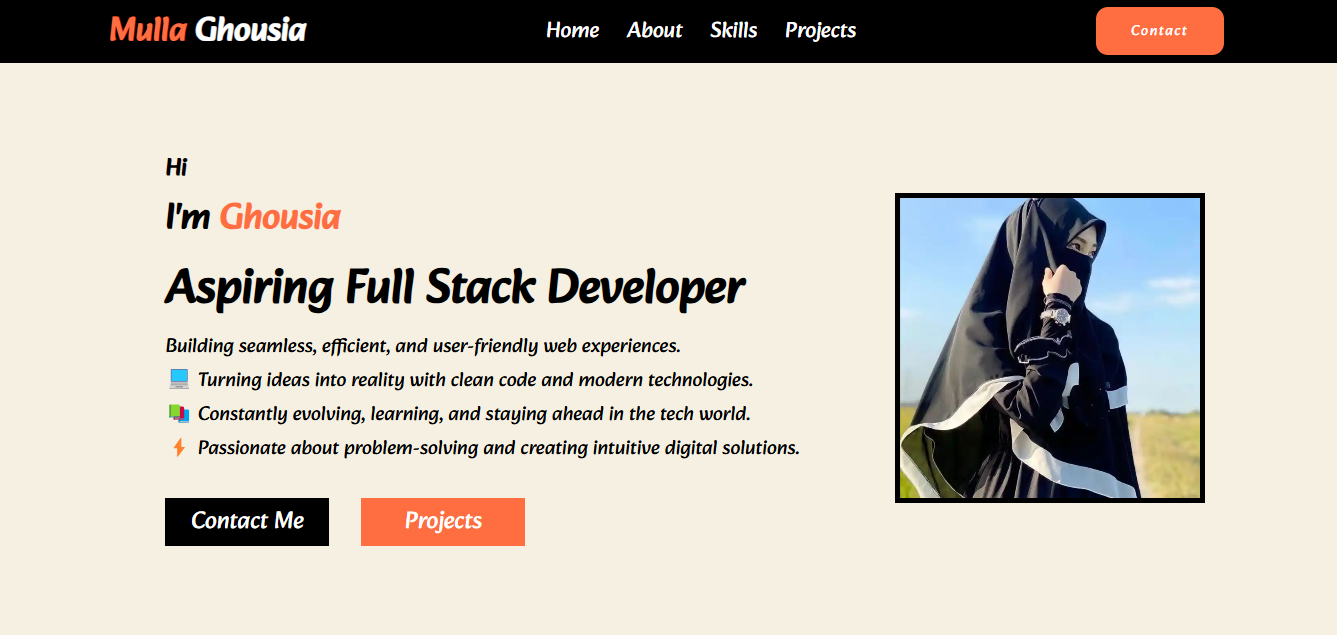 Mulla Ghousia
Home About Skills Projects
Contact
Hi
I'm Ghousia
Aspiring Full Stack Developer
Building seamless, efficient, and user-friendly web experiences.
💻 Turning ideas into reality with clean code and modern technologies.
📚 Constantly evolving, learning, and staying ahead in the tech world.
⚡ Passionate about problem-solving and creating intuitive digital solutions.
Contact Me
Projects